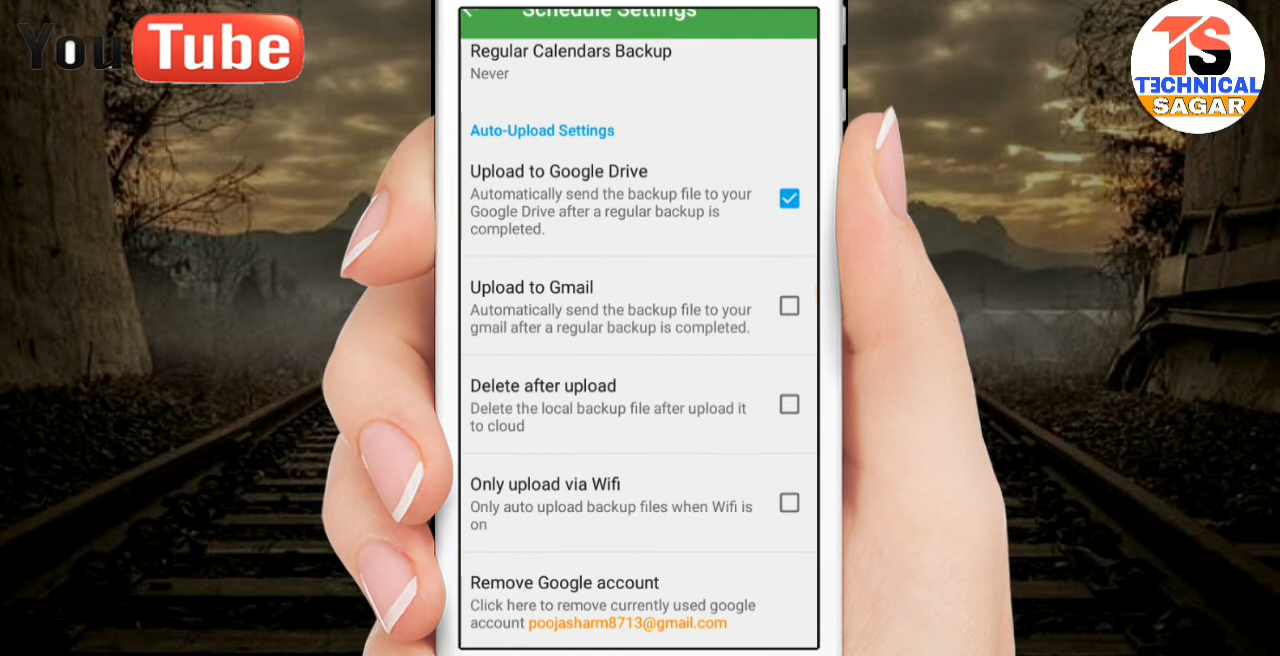 YouTube
Schedule Settings
TS
TECHNICAL
SAGAR
Regular Calendars Backup
Never
Auto-Upload Settings
Upload to Google Drive
Automatically send the backup file to your
Google Drive after a regular backup is
completed.
Upload to Gmail
Automatically send the backup file to your
gmail after a regular backup is completed.
Delete after upload
Delete the local backup file after upload it
to cloud
Only upload via Wifi
Only auto upload backup files when Wifi is
on
Remove Google account
Click here to remove currently used google
account poojasharm8713@gmail.com